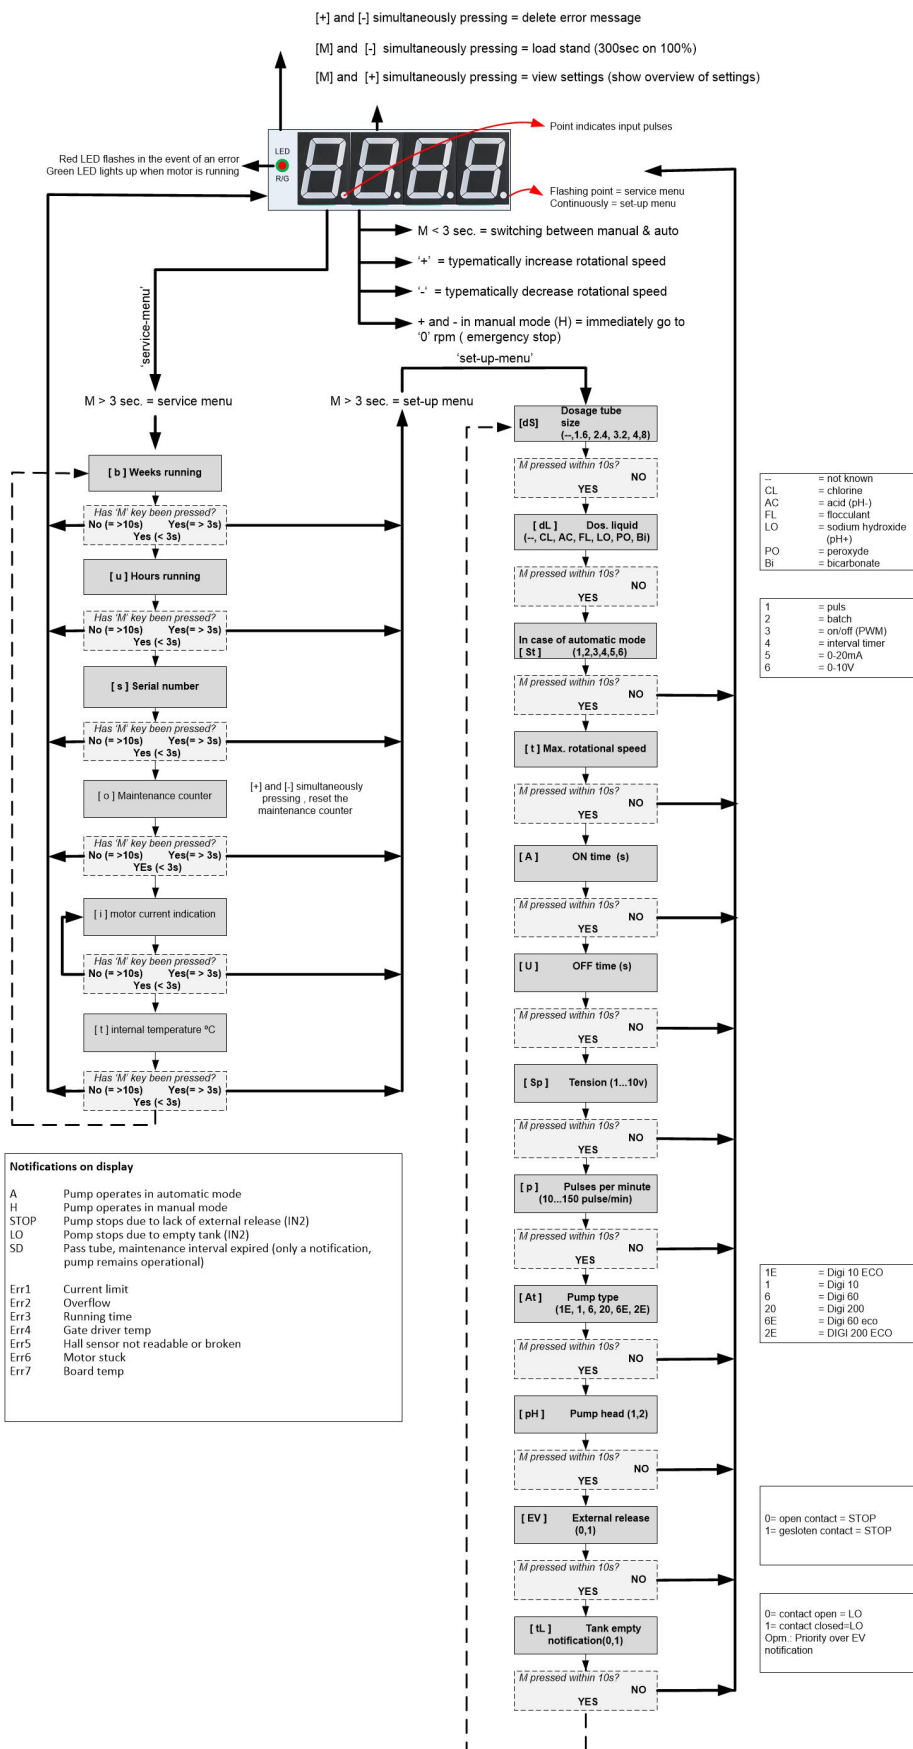 [+] and [-] simultaneously pressing = delete error message
[M] and [-] simultaneously pressing = load stand (300sec on 100%)
[M] and [+] simultaneously pressing = view settings (show overview of settings)
LED
R/G
Point indicates input pulses
Red LED flashes in the event of an error
Green LED lights up when motor is running
Flashing point = service menu
Continuously = set-up menu
M < 3 sec. = switching between manual & auto
'+' = typematically increase rotational speed
'-' = typematically decrease rotational speed
+ and - in manual mode (H) = immediately go to
'0' rpm ( emergency stop)
'service-menu'
'set-up-menu'
M > 3 sec. = service menu
M > 3 sec. = set-up menu
[ b ] Weeks running
Has 'M' key been pressed?
No (= >10s) Yes(= > 3s)
Yes (< 3s)
[ u ] Hours running
Has 'M' key been pressed?
No (= >10s) Yes(= > 3s)
Yes (< 3s)
[ s ] Serial number
Has 'M' key been pressed?
No (= >10s) Yes(= > 3s)
Yes (< 3s)
[ o ] Maintenance counter
[+] and [-] simultaneously
pressing , reset the
maintenance counter
Has 'M' key been pressed?
No (= >10s) Yes(= > 3s)
YEs (< 3s)
[ i ] motor current indication
Has 'M' key been pressed?
No (= >10s) Yes(= > 3s)
Yes (< 3s)
[ t ] internal temperature ºC
Has 'M' key been pressed?
No (= >10s) Yes(= > 3s)
Yes (< 3s)
[dS] Dosage tube
size
(--,1.6, 2.4, 3.2, 4,8)
M pressed within 10s?
NO
YES
[ dL ] Dos. liquid
(--, CL, AC, FL, LO, PO, Bi)
M pressed within 10s?
NO
YES
In case of automatic mode
[ St ] (1,2,3,4,5,6)
M pressed within 10s?
NO
YES
[ t ] Max. rotational speed
M pressed within 10s?
NO
YES
[ A ] ON time (s)
M pressed within 10s?
NO
YES
[ U ] OFF time (s)
M pressed within 10s?
NO
YES
[ Sp ] Tension (1...10v)
M pressed within 10s?
NO
YES
[ p ] Pulses per minute
(10...150 pulse/min)
M pressed within 10s?
NO
YES
[ At ] Pump type
(1E, 1, 6, 20, 6E, 2E)
M pressed within 10s?
NO
YES
[ pH ] Pump head (1,2)
M pressed within 10s?
NO
YES
[ EV ] External release
(0,1)
M pressed within 10s?
NO
YES
[ tL ] Tank empty
notification(0,1)
M pressed within 10s?
NO
YES
-- = not known
CL = chlorine
AC = acid (pH-)
FL = flocculant
LO = sodium hydroxide
(pH+)
PO = peroxyde
Bi = bicarbonate
1 = puls
2 = batch
3 = on/off (PWM)
4 = interval timer
5 = 0-20mA
6 = 0-10V
1E = Digi 10 ECO
1 = Digi 10
6 = Digi 60
20 = Digi 200
6E = Digi 60 eco
2E = DIGI 200 ECO
0= open contact = STOP
1= gesloten contact = STOP
0= contact open = LO
1= contact closed=LO
Opm.: Priority over EV
notification
Notifications on display
A Pump operates in automatic mode
H Pump operates in manual mode
STOP Pump stops due to lack of external release (IN2)
LO Pomp stops due to empty tank (IN2)
SD Pass tube, maintenance interval expired (only a notification,
pump remains operational)
Err1 Current limit
Err2 Overflow
Err3 Running time
Err4 Gate driver temp
Err5 Hall sensor not readable or broken
Err6 Motor stuck
Err7 Board temp